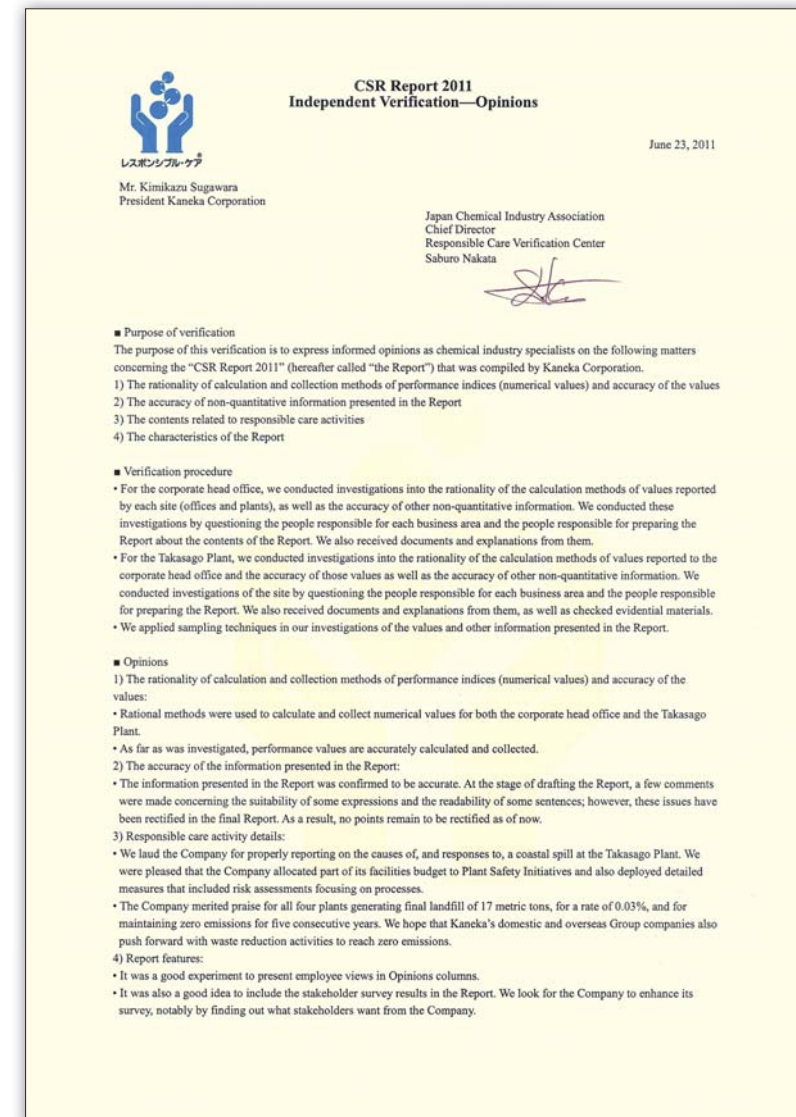 CSR Report 2011
Independent Verification—Opinions
June 23, 2011
レスポンシブル・ケア®
Mr. Kimikazu Sugawara
President Kaneka Corporation
Japan Chemical Industry Association
Chief Director
Responsible Care Verification Center
Saburo Nakata
■ Purpose of verification
The purpose of this verification is to express informed opinions as chemical industry specialists on the following matters
concerning the “CSR Report 2011” (hereafter called “the Report”) that was compiled by Kaneka Corporation.
1) The rationality of calculation and collection methods of performance indices (numerical values) and accuracy of the values
2) The accuracy of non-quantitative information presented in the Report
3) The contents related to responsible care activities
4) The characteristics of the Report
■ Verification procedure
• For the corporate head office, we conducted investigations into the rationality of the calculation methods of values reported
by each site (offices and plants), as well as the accuracy of other non-quantitative information. We conducted these
investigations by questioning the people responsible for each business area and the people responsible for preparing the
Report about the contents of the Report. We also received documents and explanations from them.
• For the Takasago Plant, we conducted investigations into the rationality of the calculation methods of values reported to the
corporate head office and the accuracy of those values as well as the accuracy of other non-quantitative information. We
conducted investigations of the site by questioning the people responsible for each business area and the people responsible
for preparing the Report. We also received documents and explanations from them, as well as checked evidential materials.
• We applied sampling techniques in our investigations of the values and other information presented in the Report.
■ Opinions
1) The rationality of calculation and collection methods of performance indices (numerical values) and accuracy of the
values:
• Rational methods were used to calculate and collect numerical values for both the corporate head office and the Takasago
Plant.
• As far as was investigated, performance values are accurately calculated and collected.
2) The accuracy of the information presented in the Report:
• The information presented in the Report was confirmed to be accurate. At the stage of drafting the Report, a few comments
were made concerning the suitability of some expressions and the readability of some sentences; however, these issues have
been rectified in the final Report. As a result, no points remain to be rectified as of now.
3) Responsible care activity details:
• We laud the Company for properly reporting on the causes of, and responses to, a coastal spill at the Takasago Plant. We
were pleased that the Company allocated part of its facilities budget to Plant Safety Initiatives and also deployed detailed
measures that included risk assessments focusing on processes.
• The Company merited praise for all four plants generating final landfill of 17 metric tons, for a rate of 0.03%, and for
maintaining zero emissions for five consecutive years. We hope that Kaneka’s domestic and overseas Group companies also
push forward with waste reduction activities to reach zero emissions.
4) Report features:
• It was a good experiment to present employee views in Opinions columns.
• It was also a good idea to include the stakeholder survey results in the Report. We look for the Company to enhance its
survey, notably by finding out what stakeholders want from the Company.